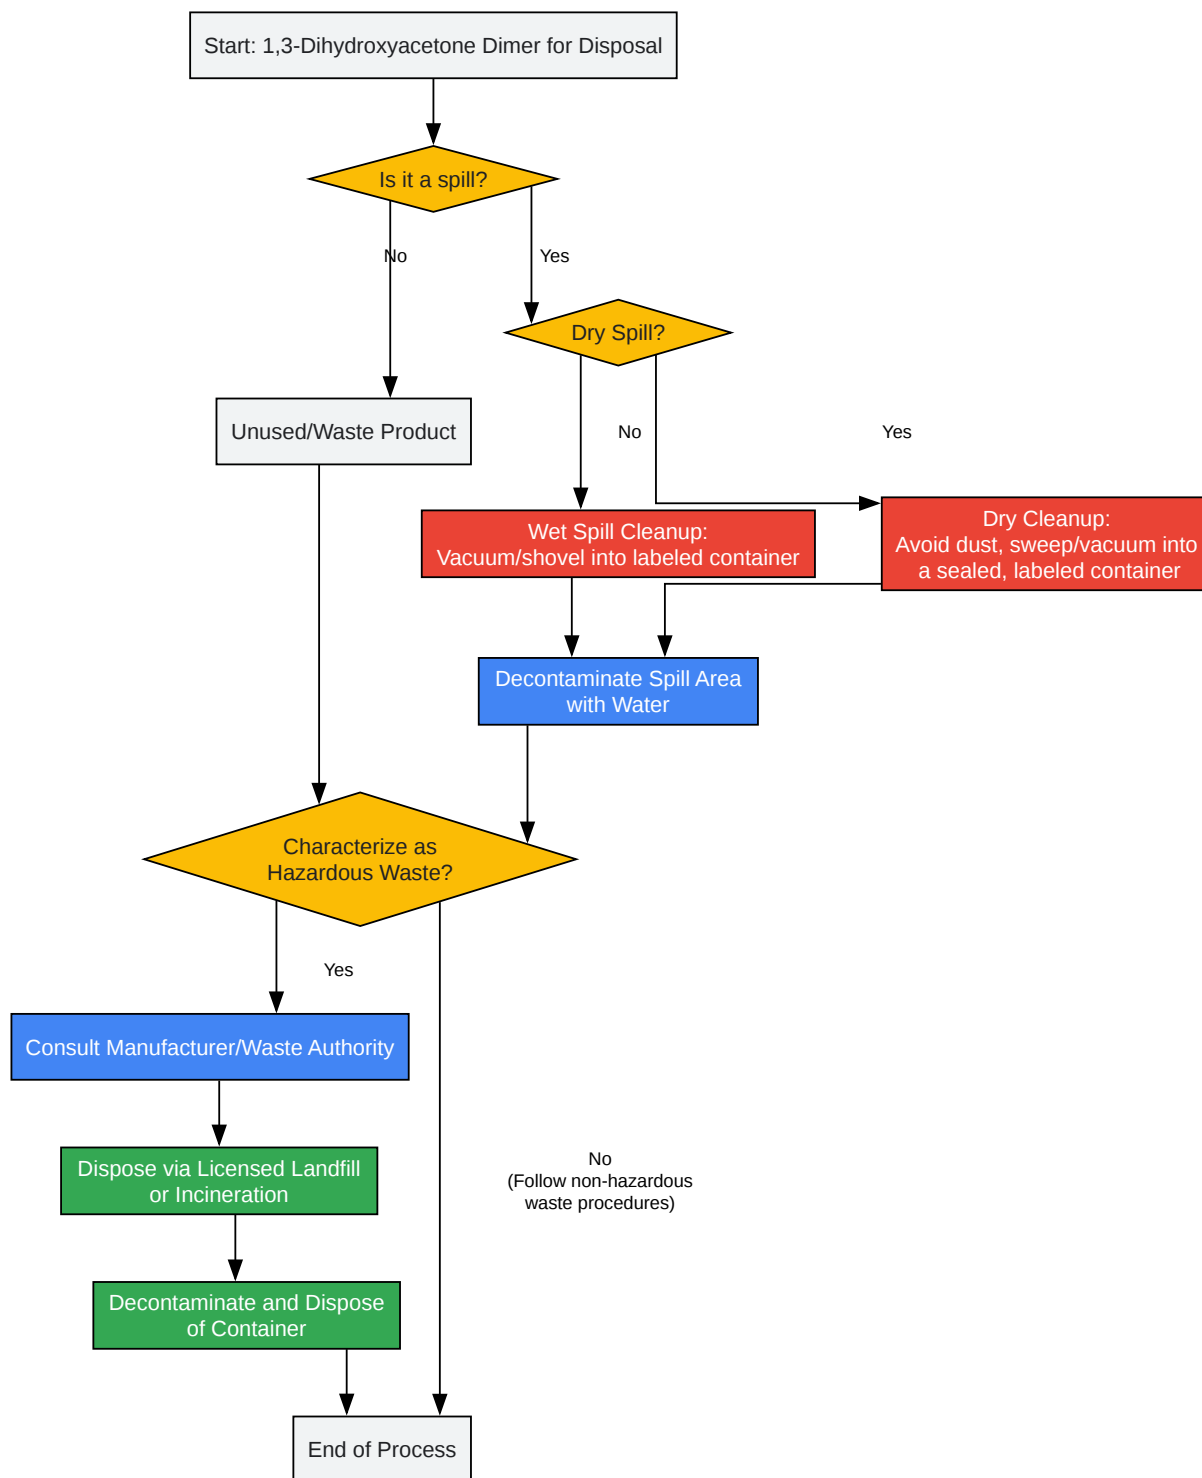 Start: 1,3-Dihydroxyacetone Dimer for Disposal
Is it a spill?
No
Yes
Dry Spill?
Unused/Waste Product
No
Yes
Wet Spill Cleanup:
Vacuum/shovel into labeled container
Dry Cleanup:
Avoid dust, sweep/vacuum into
a sealed, labeled container
Decontaminate Spill Area
with Water
Characterize as
Hazardous Waste?
Yes
Consult Manufacturer/Waste Authority
Dispose via Licensed Landfill
or Incineration
No
(Follow non-hazardous
waste procedures)
Decontaminate and Dispose
of Container
End of Process